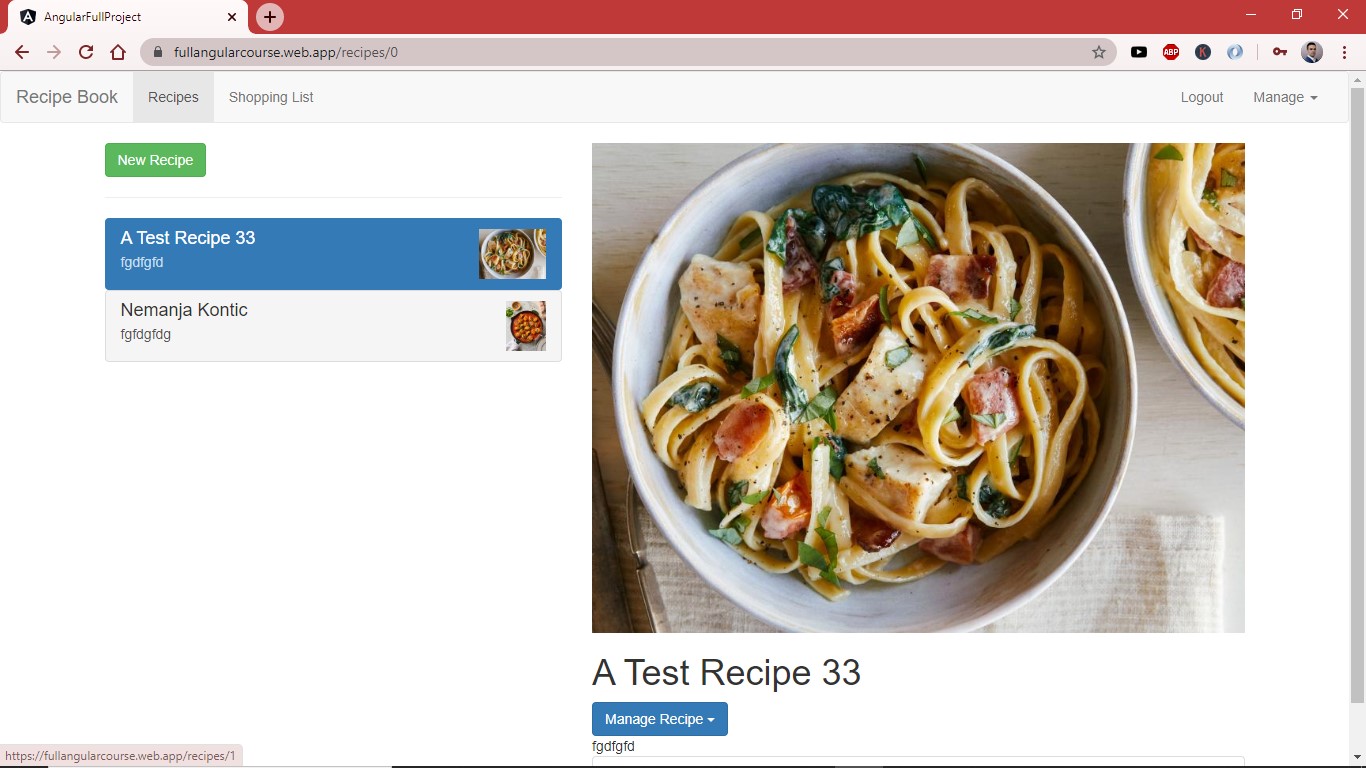 AngularFullProject
fullangularcourse.web.app/recipes/0
ABP
K
Recipe Book Recipes Shopping List Logout Manage
New Recipe
A Test Recipe 33
fgdfgfd
Nemanja Kontic
fgfdgfdg
A Test Recipe 33
Manage Recipe
fgdfgfd
https://fullangularcourse.web.app/recipes/1